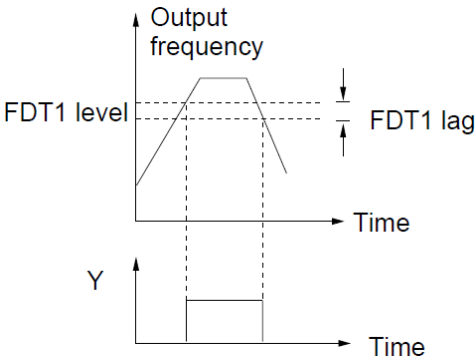 Output
frequency
FDT1 level
FDT1 lag
Time
Y
Time